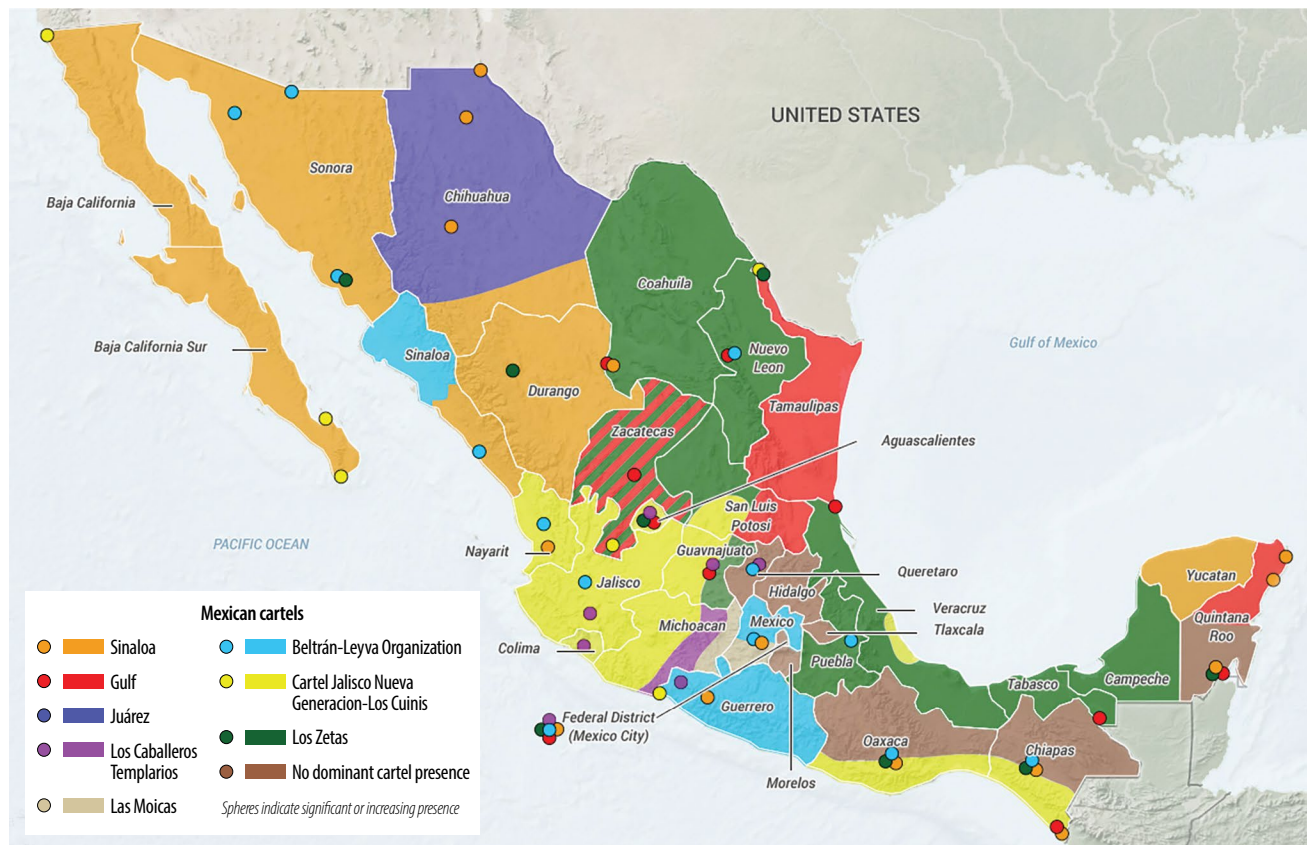 UNITED STATES
Sonora
Chihuahua
Baja California
Coahuila
Baja California Sur
Gulf of Mexico
Sinaloa
Nuevo
Leon
Durango
Tamaulipas
Zacatecas
Aguascalientes
San Luis
Potosi
PACIFIC OCEAN
Nayarit
Guavnajuato
Queretaro
Yucatan
Jalisco
Hidalgo
Veracruz
Quintana
Roo
Michoacan
Mexico
Tlaxcala
Colima
Puebla
Campeche
Tabasco
Guerrero
Federal District
(Mexico City)
Oaxaca
Chiapas
Morelos
Mexican cartels
Sinaloa
Gulf
Juárez
Los Caballeros
Templarios
Las Moicas
Beltrán-Leyva Organization
Cartel Jalisco Nueva
Generacion-Los Cuinis
Los Zetas
No dominant cartel presence
Spheres indicate significant or increasing presence